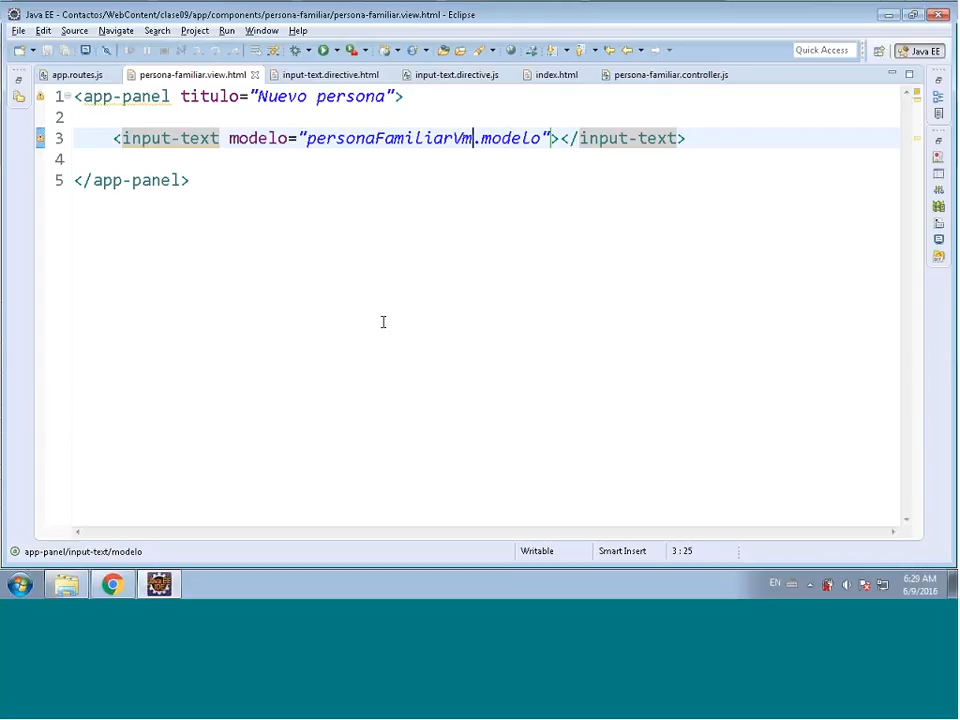 Java EE - Contactos/WebContent/clase09/app/components/persona-familiar/persona-familiar.view.html - Eclipse
File Edit Source Navigate Search Project Run Window Help
Quick Access Java EE
app.routes.js persona-familiar.view.html input-text.directive.html input-text.directive.js index.html persona-familiar.controller.js
1 <app-panel titulo="Nuevo persona">
2
3 <input-text modelo="personaFamiliarVm.modelo"></input-text>
4
5 </app-panel>
app-panel/input-text/modelo Writable Smart Insert 3 : 25
EN 6:29 AM
6/9/2016